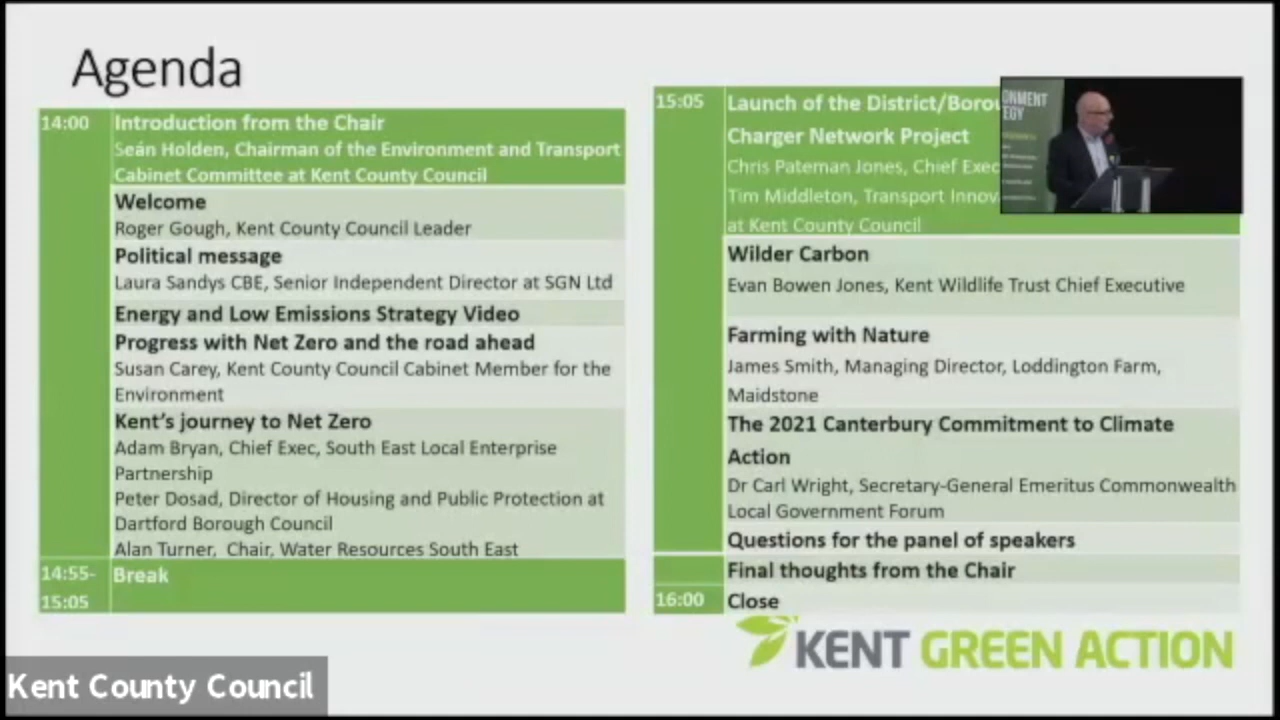 Agenda
14:00
Introduction from the Chair
Seán Holden, Chairman of the Environment and Transport
Cabinet Committee at Kent County Council
Welcome
Roger Gough, Kent County Council Leader
Political message
Laura Sandys CBE, Senior Independent Director at SGN Ltd
Energy and Low Emissions Strategy Video
Progress with Net Zero and the road ahead
Susan Carey, Kent County Council Cabinet Member for the
Environment
Kent's journey to Net Zero
Adam Bryan, Chief Exec, South East Local Enterprise
Partnership
Peter Dosad, Director of Housing and Public Protection at
Dartford Borough Council
Alan Turner, Chair, Water Resources South East
14:55-
15:05
Break
15:05
Launch of the District/Borou
Charger Network Project
Chris Pateman Jones, Chief Exec
Tim Middleton, Transport Innov
at Kent County Council
Wilder Carbon
Evan Bowen Jones, Kent Wildlife Trust Chief Executive
Farming with Nature
James Smith, Managing Director, Loddington Farm,
Maidstone
The 2021 Canterbury Commitment to Climate
Action
Dr Carl Wright, Secretary-General Emeritus Commonwealth
Local Government Forum
Questions for the panel of speakers
Final thoughts from the Chair
16:00
Close
ONMENT
EGY
KENT GREEN ACTION
Kent County Council